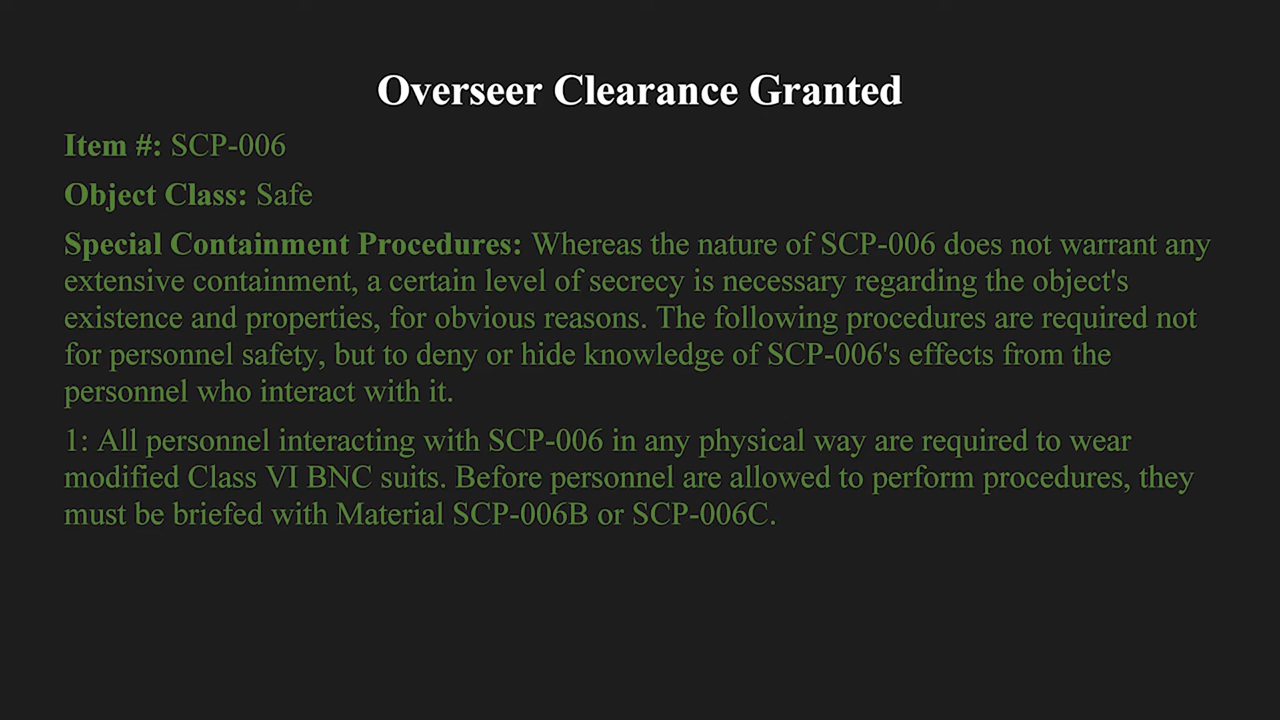 Overseer Clearance Granted
Item #: SCP-006
Object Class: Safe
Special Containment Procedures: Whereas the nature of SCP-006 does not warrant any
extensive containment, a certain level of secrecy is necessary regarding the object's
existence and properties, for obvious reasons. The following procedures are required not
for personnel safety, but to deny or hide knowledge of SCP-006's effects from the
personnel who interact with it.
1: All personnel interacting with SCP-006 in any physical way are required to wear
modified Class VI BNC suits. Before personnel are allowed to perform procedures, they
must be briefed with Material SCP-006B or SCP-006C.